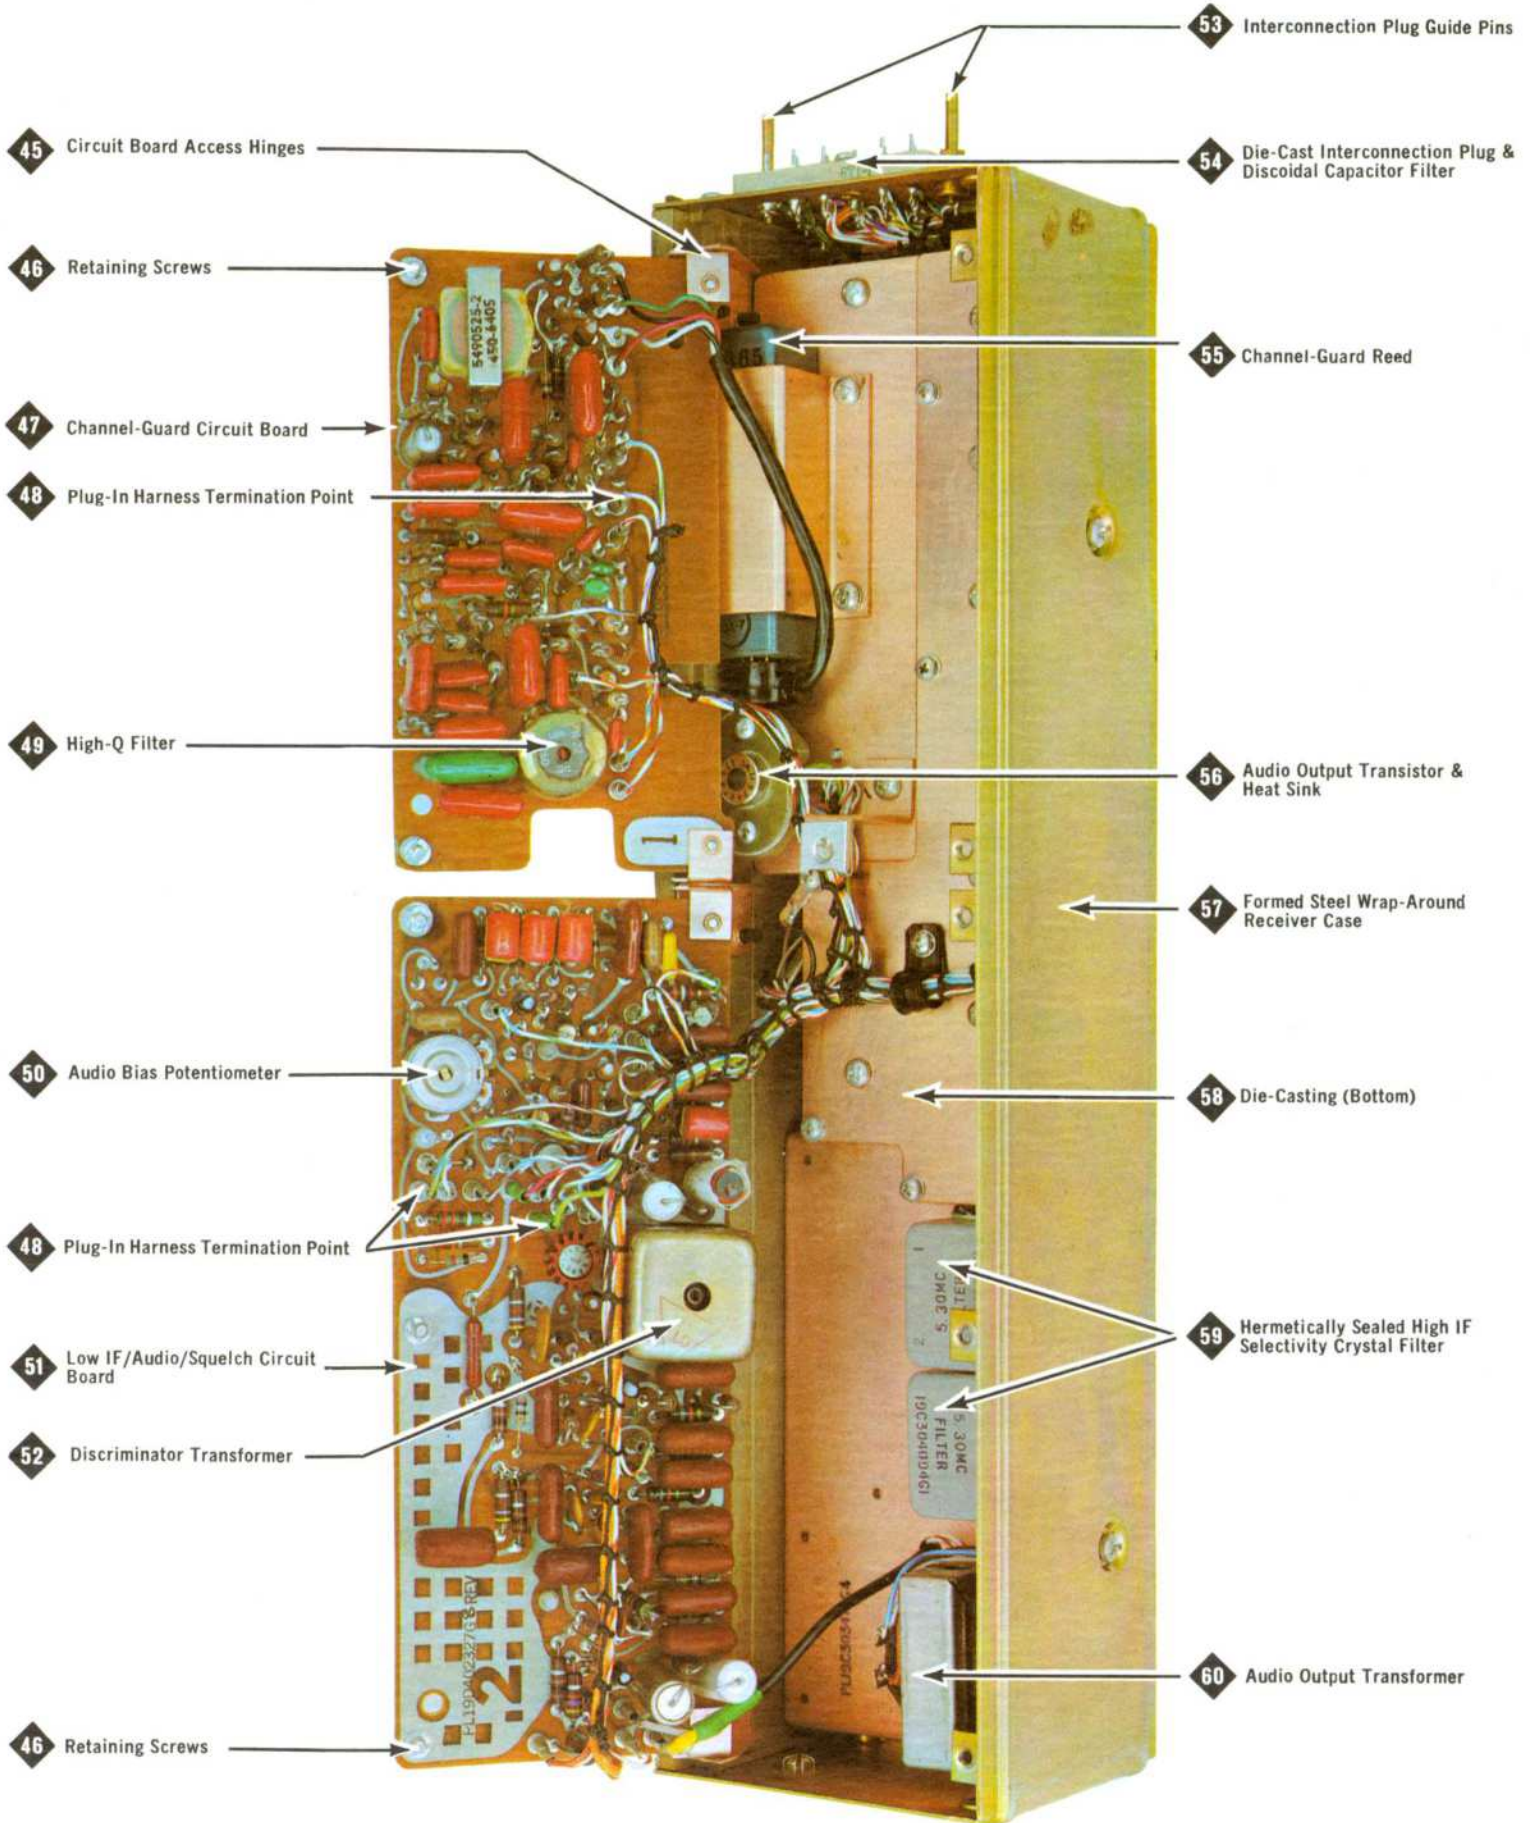 53 Interconnection Plug Guide Pins
45 Circuit Board Access Hinges
54 Die-Cast Interconnection Plug &
Discoidal Capacitor Filter
46 Retaining Screws
5490525-2
450-6405
55 Channel-Guard Reed
365
47 Channel-Guard Circuit Board
48 Plug-In Harness Termination Point
49 High-Q Filter
56 Audio Output Transistor &
Heat Sink
1
57 Formed Steel Wrap-Around
Receiver Case
50 Audio Bias Potentiometer
58 Die-Casting (Bottom)
48 Plug-In Harness Termination Point
1
5.30MC
2
59 Hermetically Sealed High IF
Selectivity Crystal Filter
51 Low IF/Audio/Squelch Circuit
Board
5.30MC
FILTER
19C304094G1
52 Discriminator Transformer
2
60 Audio Output Transformer
46 Retaining Screws